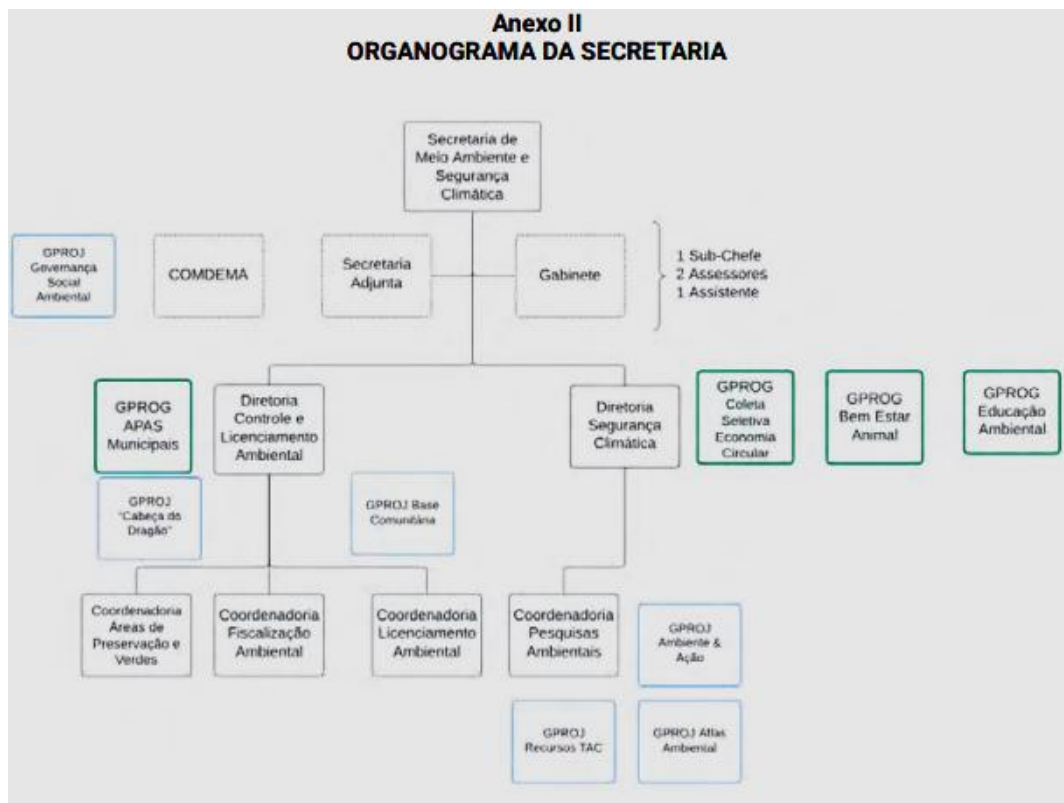 Anexo II
ORGANOGRAMA DA SECRETARIA
Secretaria de
Meio Ambiente e
Segurança
Climática
GPROJ
Governança
Social
Ambiental
COMDEMA
Secretaria
Adjunta
Gabinete
1 Sub-Chefe
2 Assessores
1 Assistente
GPROG
APAS
Municipais
Diretoria
Controle e
Licenciamento
Ambiental
Diretoria
Segurança
Climática
GPROG
Coleta
Seletiva
Economia
Circular
GPROG
Bem Estar
Animal
GPROG
Educação
Ambiental
GPROJ
"Cabeça do
Dragão"
GPROJ Base
Comunitária
Coordenadoria
Áreas de
Preservação e
Verdes
Coordenadoria
Fiscalização
Ambiental
Coordenadoria
Licenciamento
Ambiental
Coordenadoria
Pesquisas
Ambientais
GPROJ
Ambiente &
Ação
GPROJ
Recursos TAC
GPROJ Atlas
Ambiental